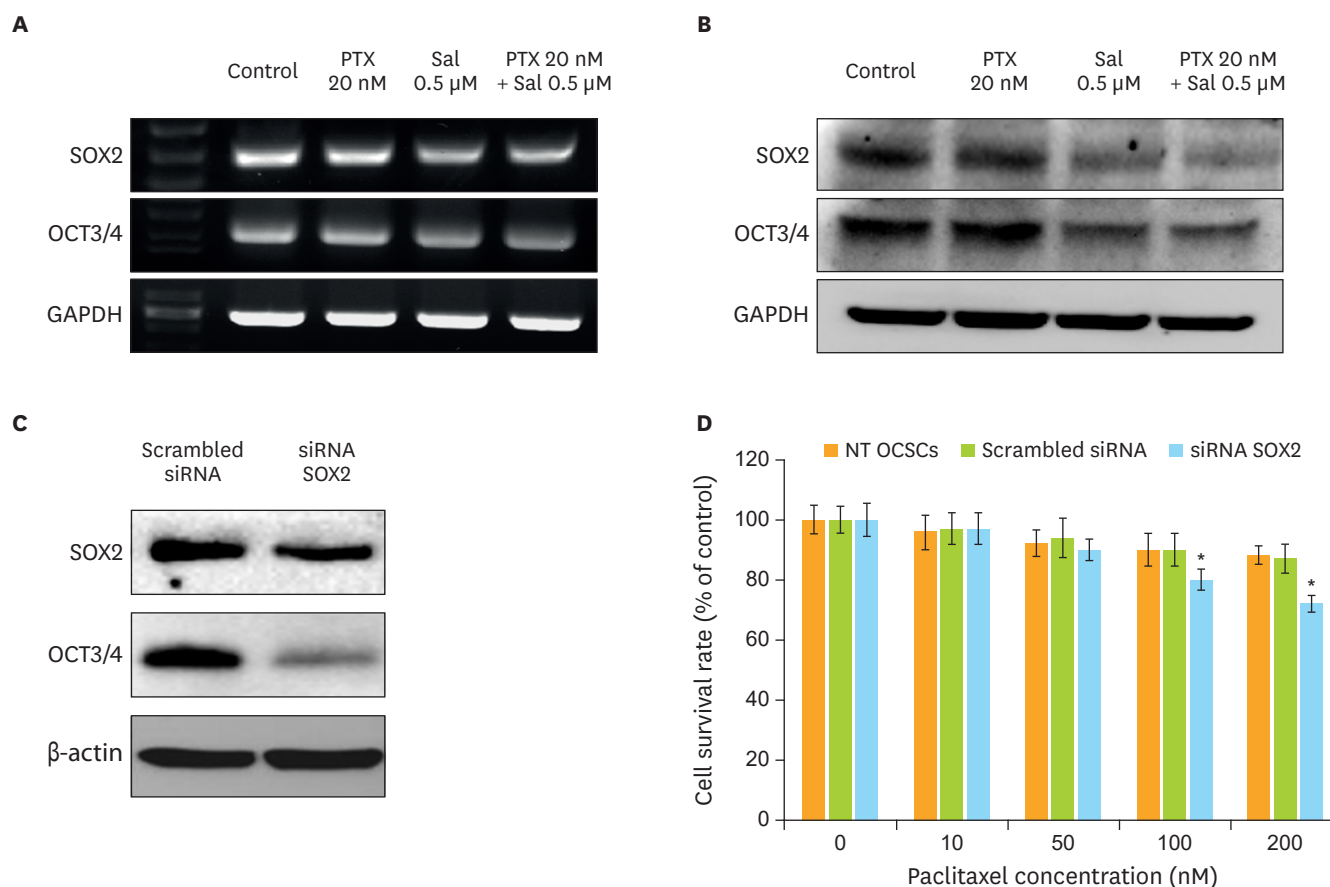 A
Control
PTX
20 nM
Sal
0.5 µM
PTX 20 nM
+ Sal 0.5 µM
SOX2
OCT3/4
GAPDH
B
Control
PTX
20 nM
Sal
0.5 µM
PTX 20 nM
+ Sal 0.5 µM
SOX2
OCT3/4
GAPDH
C
Scrambled
siRNA
siRNA
SOX2
SOX2
OCT3/4
β-actin
D
NT OCSCs
Scrambled siRNA
siRNA SOX2
Cell survival rate (% of control)
120
100
80
60
40
20
0
*
*
0
10
50
100
200
Paclitaxel concentration (nM)